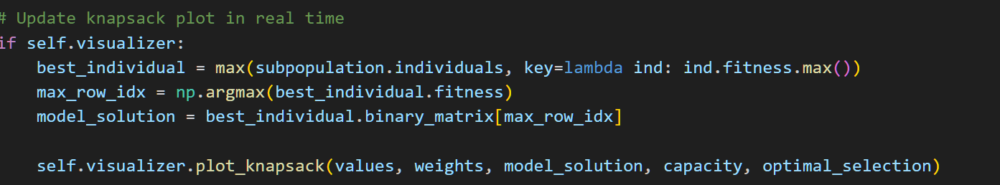 # Update knapsack plot in real time
if self.visualizer:
    best_individual = max(subpopulation.individuals, key=lambda ind: ind.fitness.max())
    max_row_idx = np.argmax(best_individual.fitness)
    model_solution = best_individual.binary_matrix[max_row_idx]

    self.visualizer.plot_knapsack(values, weights, model_solution, capacity, optimal_selection)